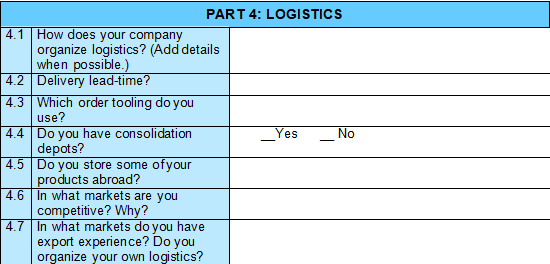 PART 4: LOGISTICS
4.1 How does your company
organize logistics? (Add details
when possible.)
4.2 Delivery lead-time?
4.3 Which order tooling do you
use?
4.4 Do you have consolidation __Yes __ No
depots?
4.5 Do you store some of your
products abroad?
4.6 In what markets are you
competitive? Why?
4.7 In what markets do you have
export experience? Do you
organize your own logistics?